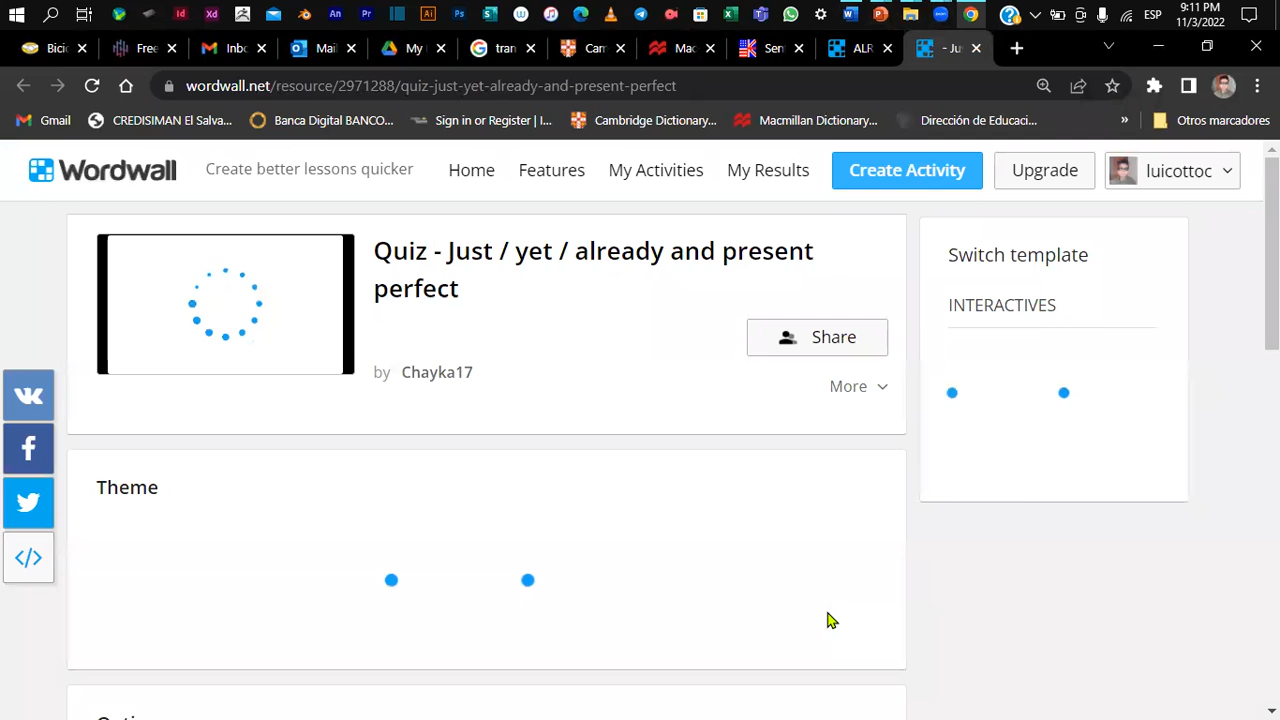 ESP
9:11 PM
11/3/2022
Bici
Free
Inbo
Mail
My
tran
Cam
Mac
Sen
ALR
- Ju
wordwall.net/resource/2971288/quiz-just-yet-already-and-present-perfect
Gmail
CREDISIMAN El Salva...
Banca Digital BANCO...
Sign in or Register | I...
Cambridge Dictionary...
Macmillan Dictionary...
Dirección de Educaci...
»
Otros marcadores
Wordwall
Create better lessons quicker
Home
Features
My Activities
My Results
Create Activity
Upgrade
luicottoc
Quiz - Just / yet / already and present
perfect
Share
by Chayka17
More
Switch template
INTERACTIVES
Theme